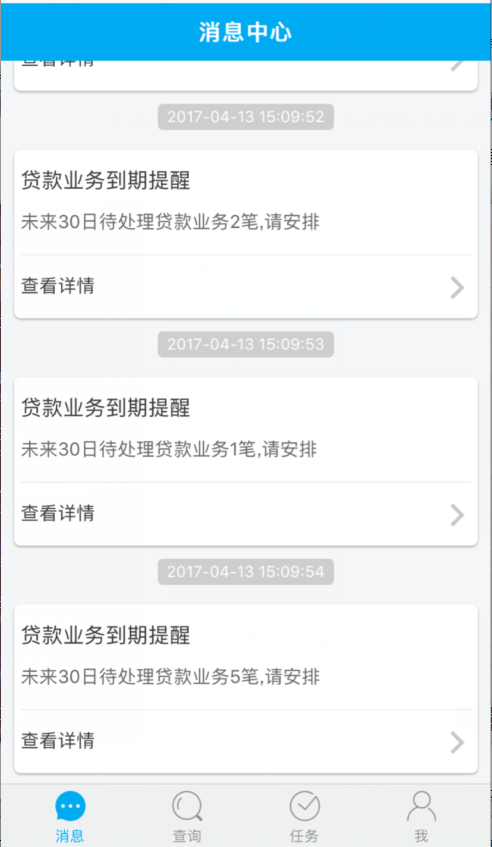 消息中心
查看详情
2017-04-13 15:09:52
贷款业务到期提醒
未来30日待处理贷款业务2笔,请安排
查看详情
2017-04-13 15:09:53
贷款业务到期提醒
未来30日待处理贷款业务1笔,请安排
查看详情
2017-04-13 15:09:54
贷款业务到期提醒
未来30日待处理贷款业务5笔,请安排
查看详情
消息 查询 任务 我